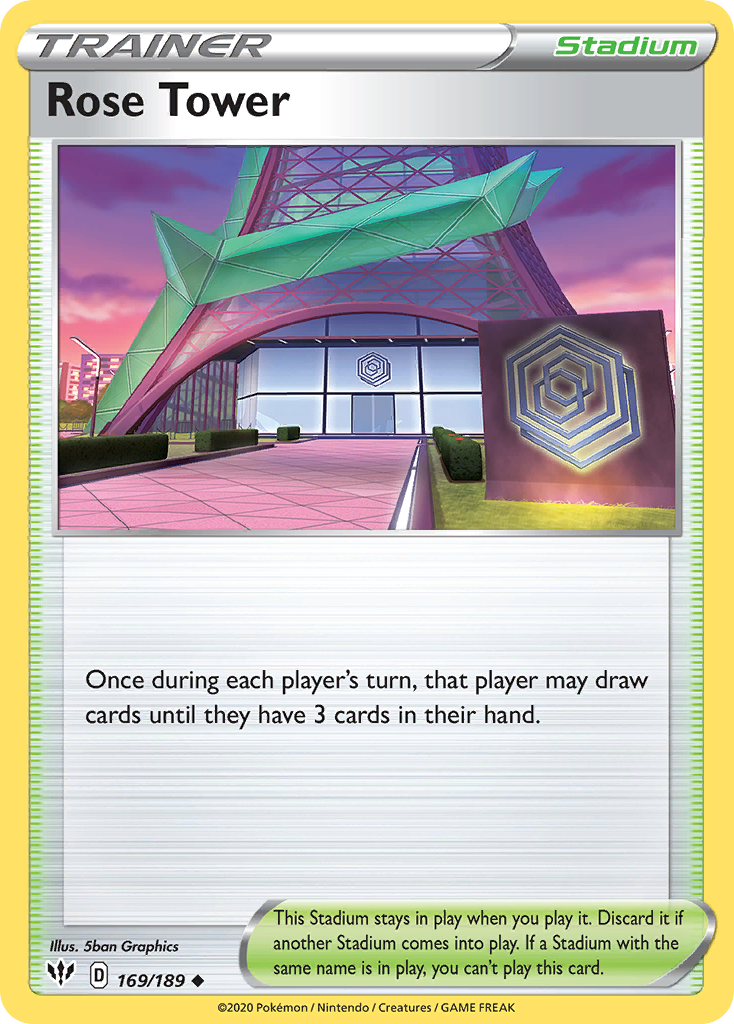 TRAINER
Stadium
Rose Tower
Once during each player's turn, that player may draw
cards until they have 3 cards in their hand.
This Stadium stays in play when you play it. Discard it if
another Stadium comes into play. If a Stadium with the
same name is in play, you can't play this card.
Illus. 5ban Graphics
D 169/189
©2020 Pokémon / Nintendo / Creatures / GAME FREAK